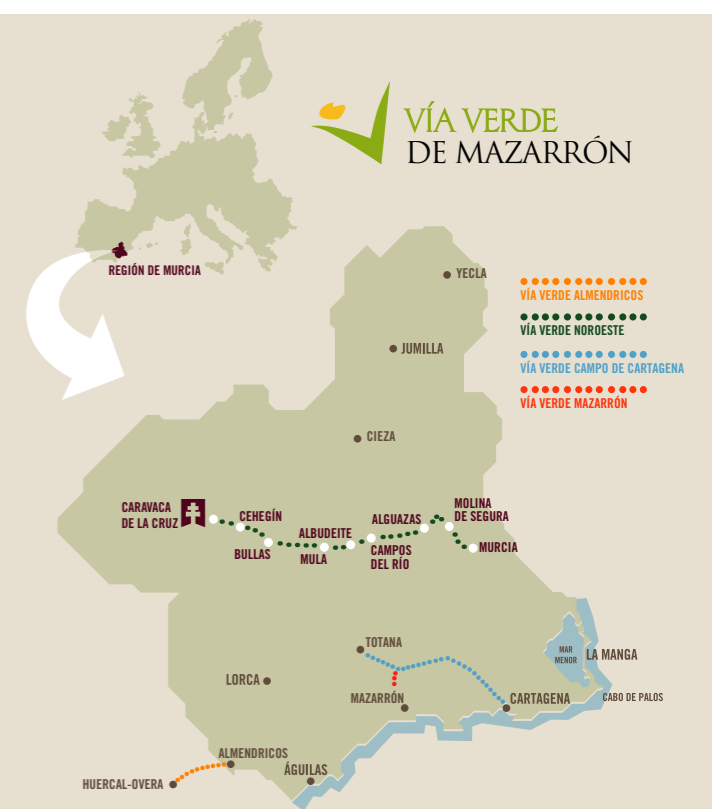 VÍA VERDE
DE MAZARRÓN
REGIÓN DE MURCIA
YECLA
VÍA VERDE ALMENDRICOS
VÍA VERDE NOROESTE
JUMILLA
VÍA VERDE CAMPO DE CARTAGENA
VÍA VERDE MAZARRÓN
CIEZA
CARAVACA
DE LA CRUZ
CEHEGÍN
BULLAS
MULA
ALBUDEITE
CAMPOS
DEL RÍO
ALGUAZAS
MOLINA
DE SEGURA
MURCIA
TOTANA
MAR
MENOR
LA MANGA
LORCA
MAZARRÓN
CARTAGENA
CABO DE PALOS
ALMENDRICOS
ÁGUILAS
HUERCAL-OVERA